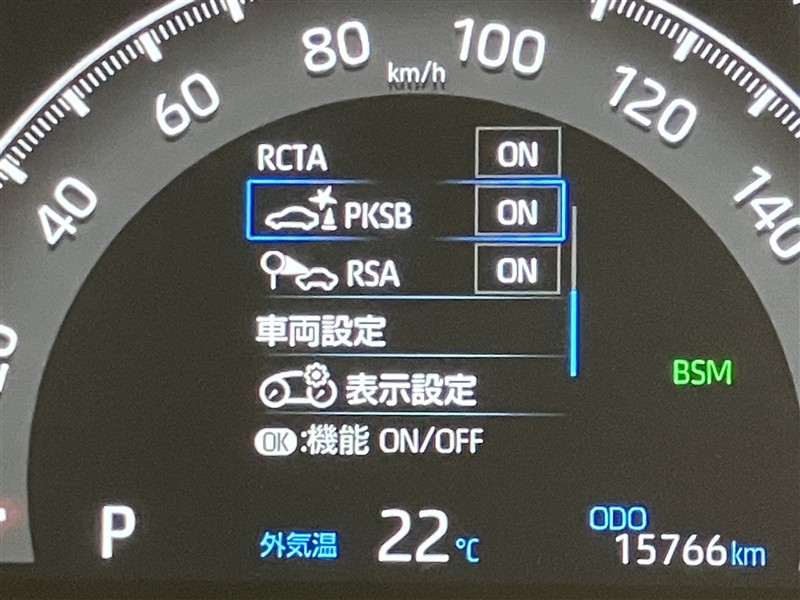 80 100
km/h
60 120
40 140
RCTA ON
PKSB ON
RSA ON
車両設定
BSM
表示設定
OK:機能 ON/OFF
P 外気温 22℃ ODO
15766km